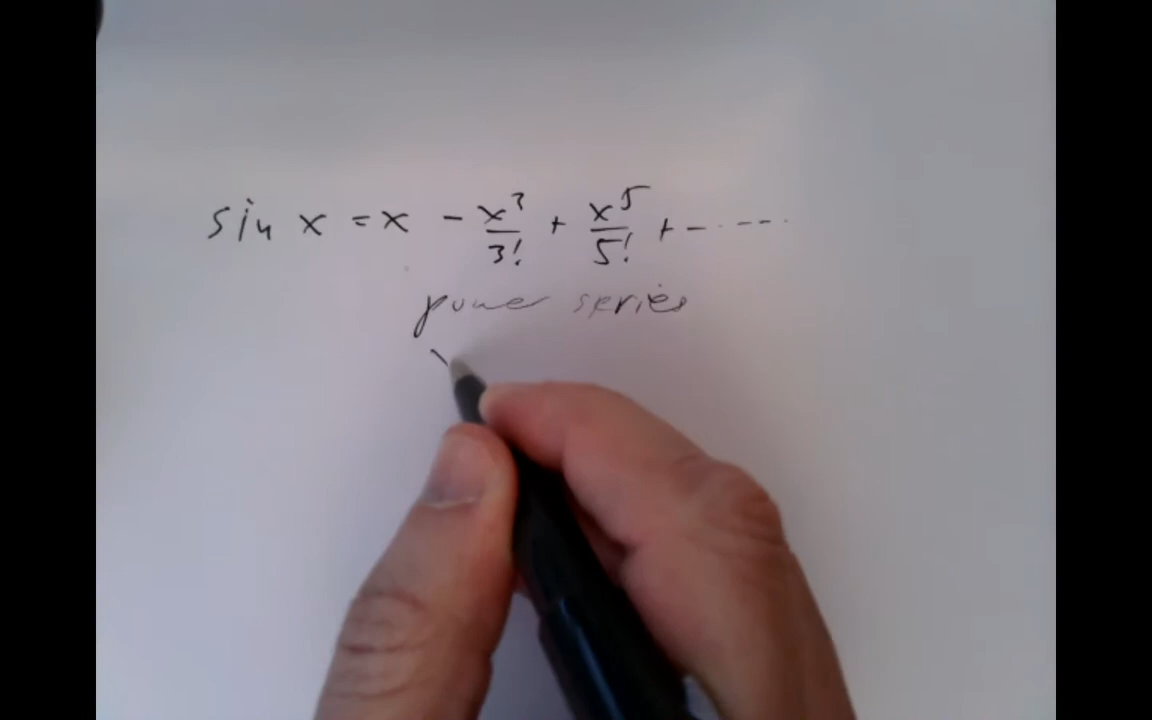 sin x = x - x³/3! + x⁵/5! + - ....
power series